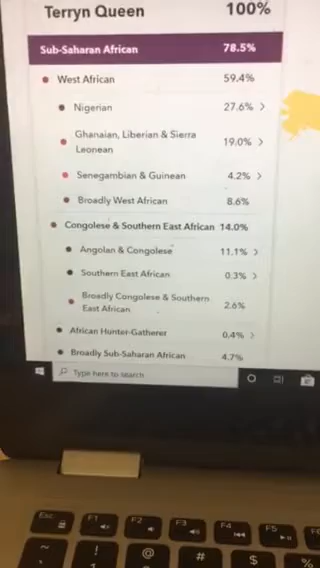 Terryn Queen 100%
Sub-Saharan African 78.5%
West African 59.4%
Nigerian 27.6% >
Ghanaian, Liberian & Sierra
Leonean 19.0% >
Senegambian & Guinean 4.2% >
Broadly West African 8.6%
Congolese & Southern East African 14.0%
Angolan & Congolese 11.1% >
Southern East African 0.3% >
Broadly Congolese & Southern
East African 2.6%
African Hunter-Gatherer 0.4% >
Broadly Sub-Saharan African 4.7%
Type here to search
Esc F1 F2 F3 F4 F5
~ ! @ # $ %